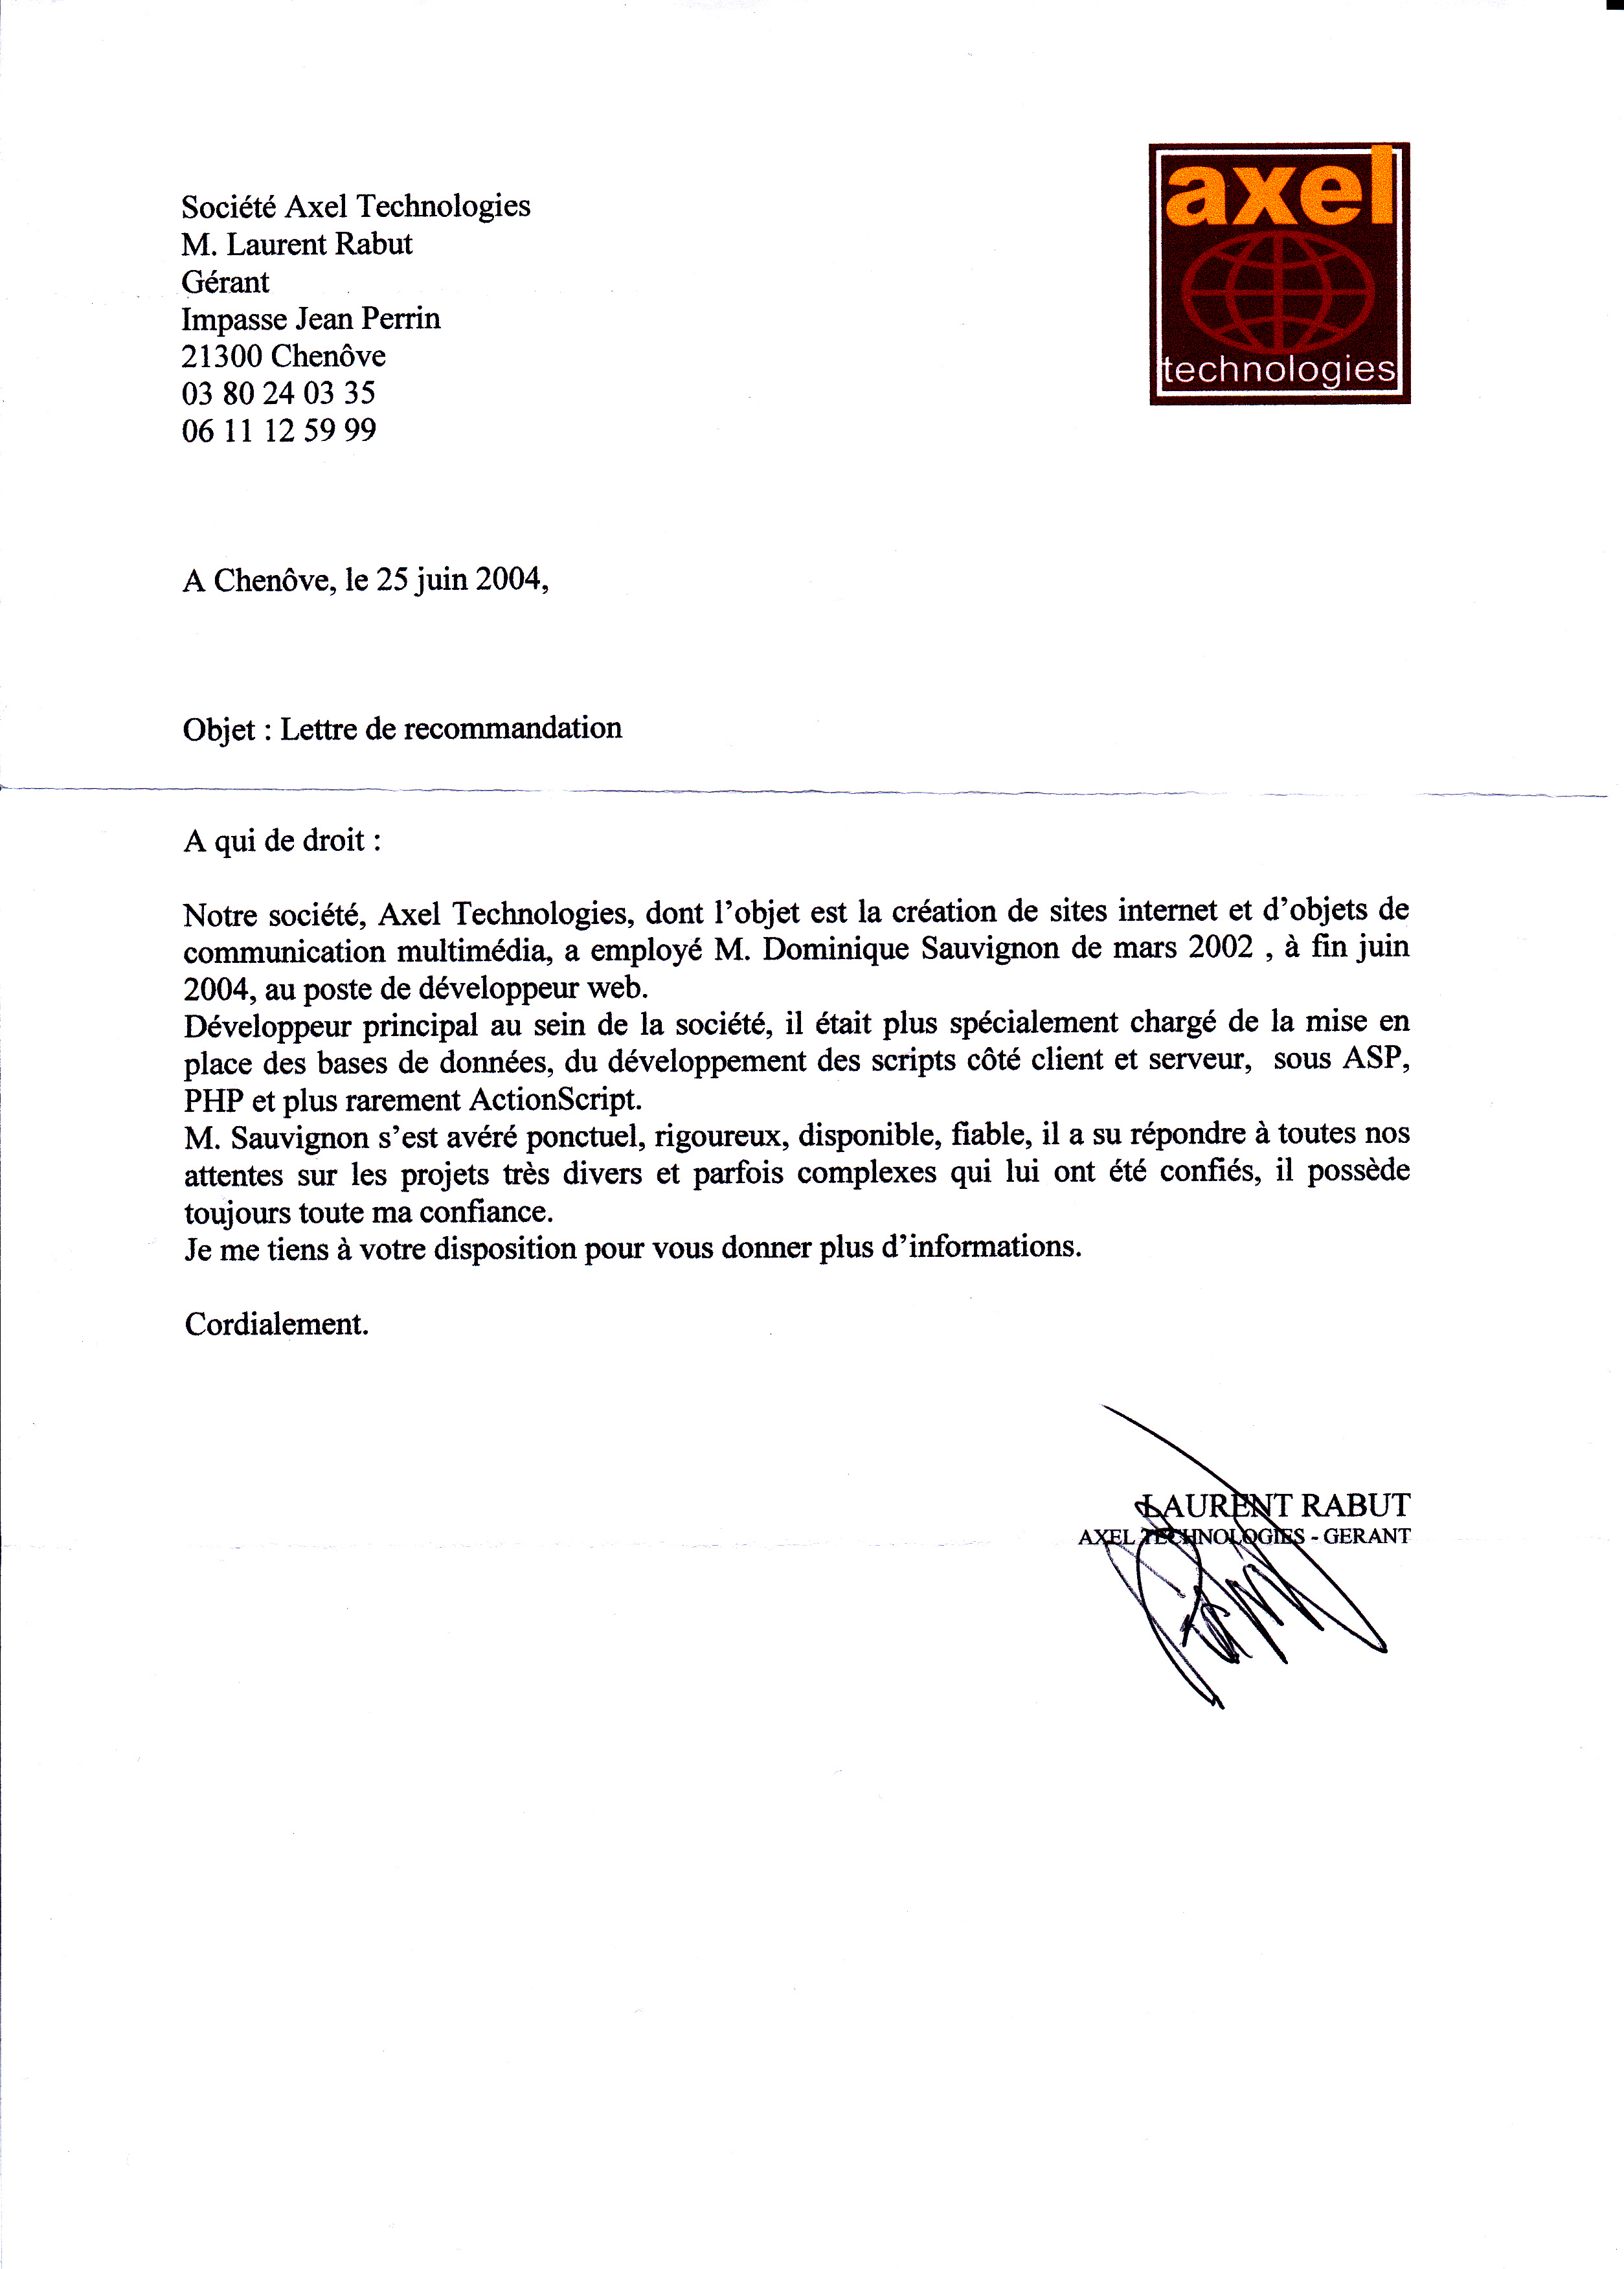 axel
technologies
Société Axel Technologies
M. Laurent Rabut
Gérant
Impasse Jean Perrin
21300 Chenôve
03 80 24 03 35
06 11 12 59 99
A Chenôve, le 25 juin 2004,
Objet : Lettre de recommandation
A qui de droit :
Notre société, Axel Technologies, dont l’objet est la création de sites internet et d’objets de
communication multimédia, a employé M. Dominique Sauvignon de mars 2002 , à fin juin
2004, au poste de développeur web.
Développeur principal au sein de la société, il était plus spécialement chargé de la mise en
place des bases de données, du développement des scripts côté client et serveur,  sous ASP,
PHP et plus rarement ActionScript.
M. Sauvignon s’est avéré ponctuel, rigoureux, disponible, fiable, il a su répondre à toutes nos
attentes sur les projets très divers et parfois complexes qui lui ont été confiés, il possède
toujours toute ma confiance.
Je me tiens à votre disposition pour vous donner plus d’informations.
Cordialement.
LAURENT RABUT
AXEL TECHNOLOGIES - GERANT